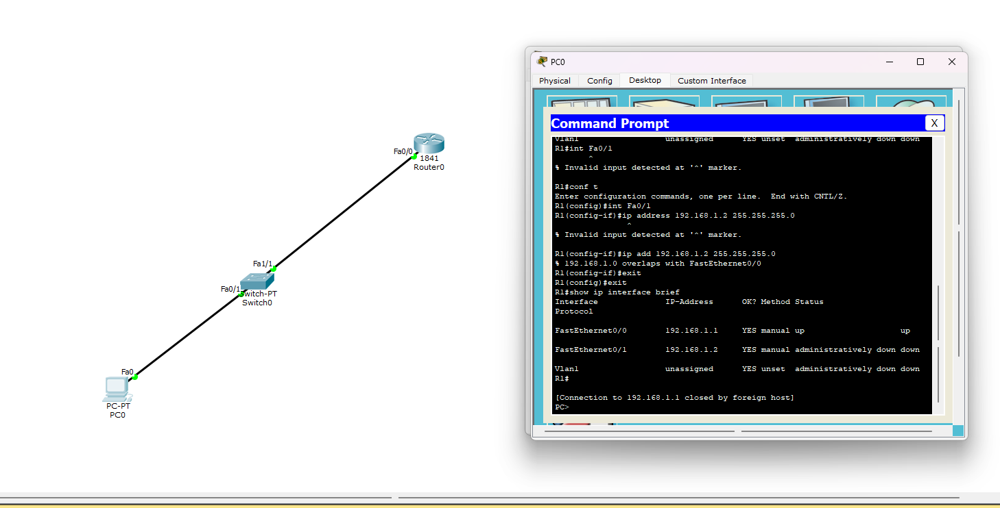 Fa0/0
1841
Router0
Fa1/1
Fa0/1
Switch-PT
Switch0
Fa0
PC-PT
PC0
PC0
Physical Config Desktop Custom Interface
Command Prompt X
Vlan1 unassigned YES unset administratively down down
R1#int Fa0/1
^
% Invalid input detected at '^' marker.
R1#conf t
Enter configuration commands, one per line. End with CNTL/Z.
R1(config)#int Fa0/1
R1(config-if)#ip address 192.168.1.2 255.255.255.0
^
% Invalid input detected at '^' marker.
R1(config-if)#ip add 192.168.1.2 255.255.255.0
% 192.168.1.0 overlaps with FastEthernet0/0
R1(config-if)#exit
R1(config)#exit
R1#show ip interface brief
Interface IP-Address OK? Method Status
Protocol
FastEthernet0/0 192.168.1.1 YES manual up up
FastEthernet0/1 192.168.1.2 YES manual administratively down down
Vlan1 unassigned YES unset administratively down down
R1#
[Connection to 192.168.1.1 closed by foreign host]
PC>